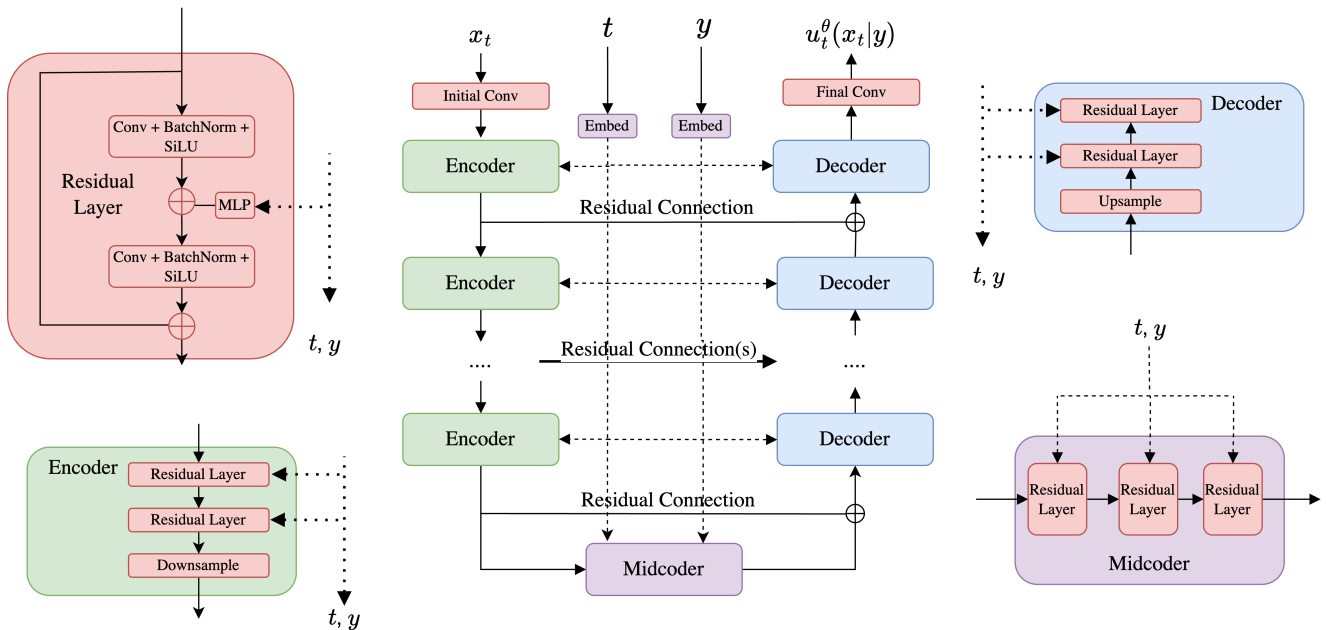 Conv + BatchNorm +
SiLU
Residual
Layer
MLP
Conv + BatchNorm +
SiLU
t, y
Encoder
Residual Layer
Residual Layer
Downsample
t, y
x_t
t
y
u_t^θ(x_t|y)
Initial Conv
Final Conv
Embed
Embed
Encoder
Decoder
Residual Connection
Encoder
Decoder
....
Residual Connection(s)
....
Encoder
Decoder
Residual Connection
Midcoder
Residual Layer
Decoder
Residual Layer
Upsample
t, y
t, y
Residual
Layer
Residual
Layer
Residual
Layer
Midcoder